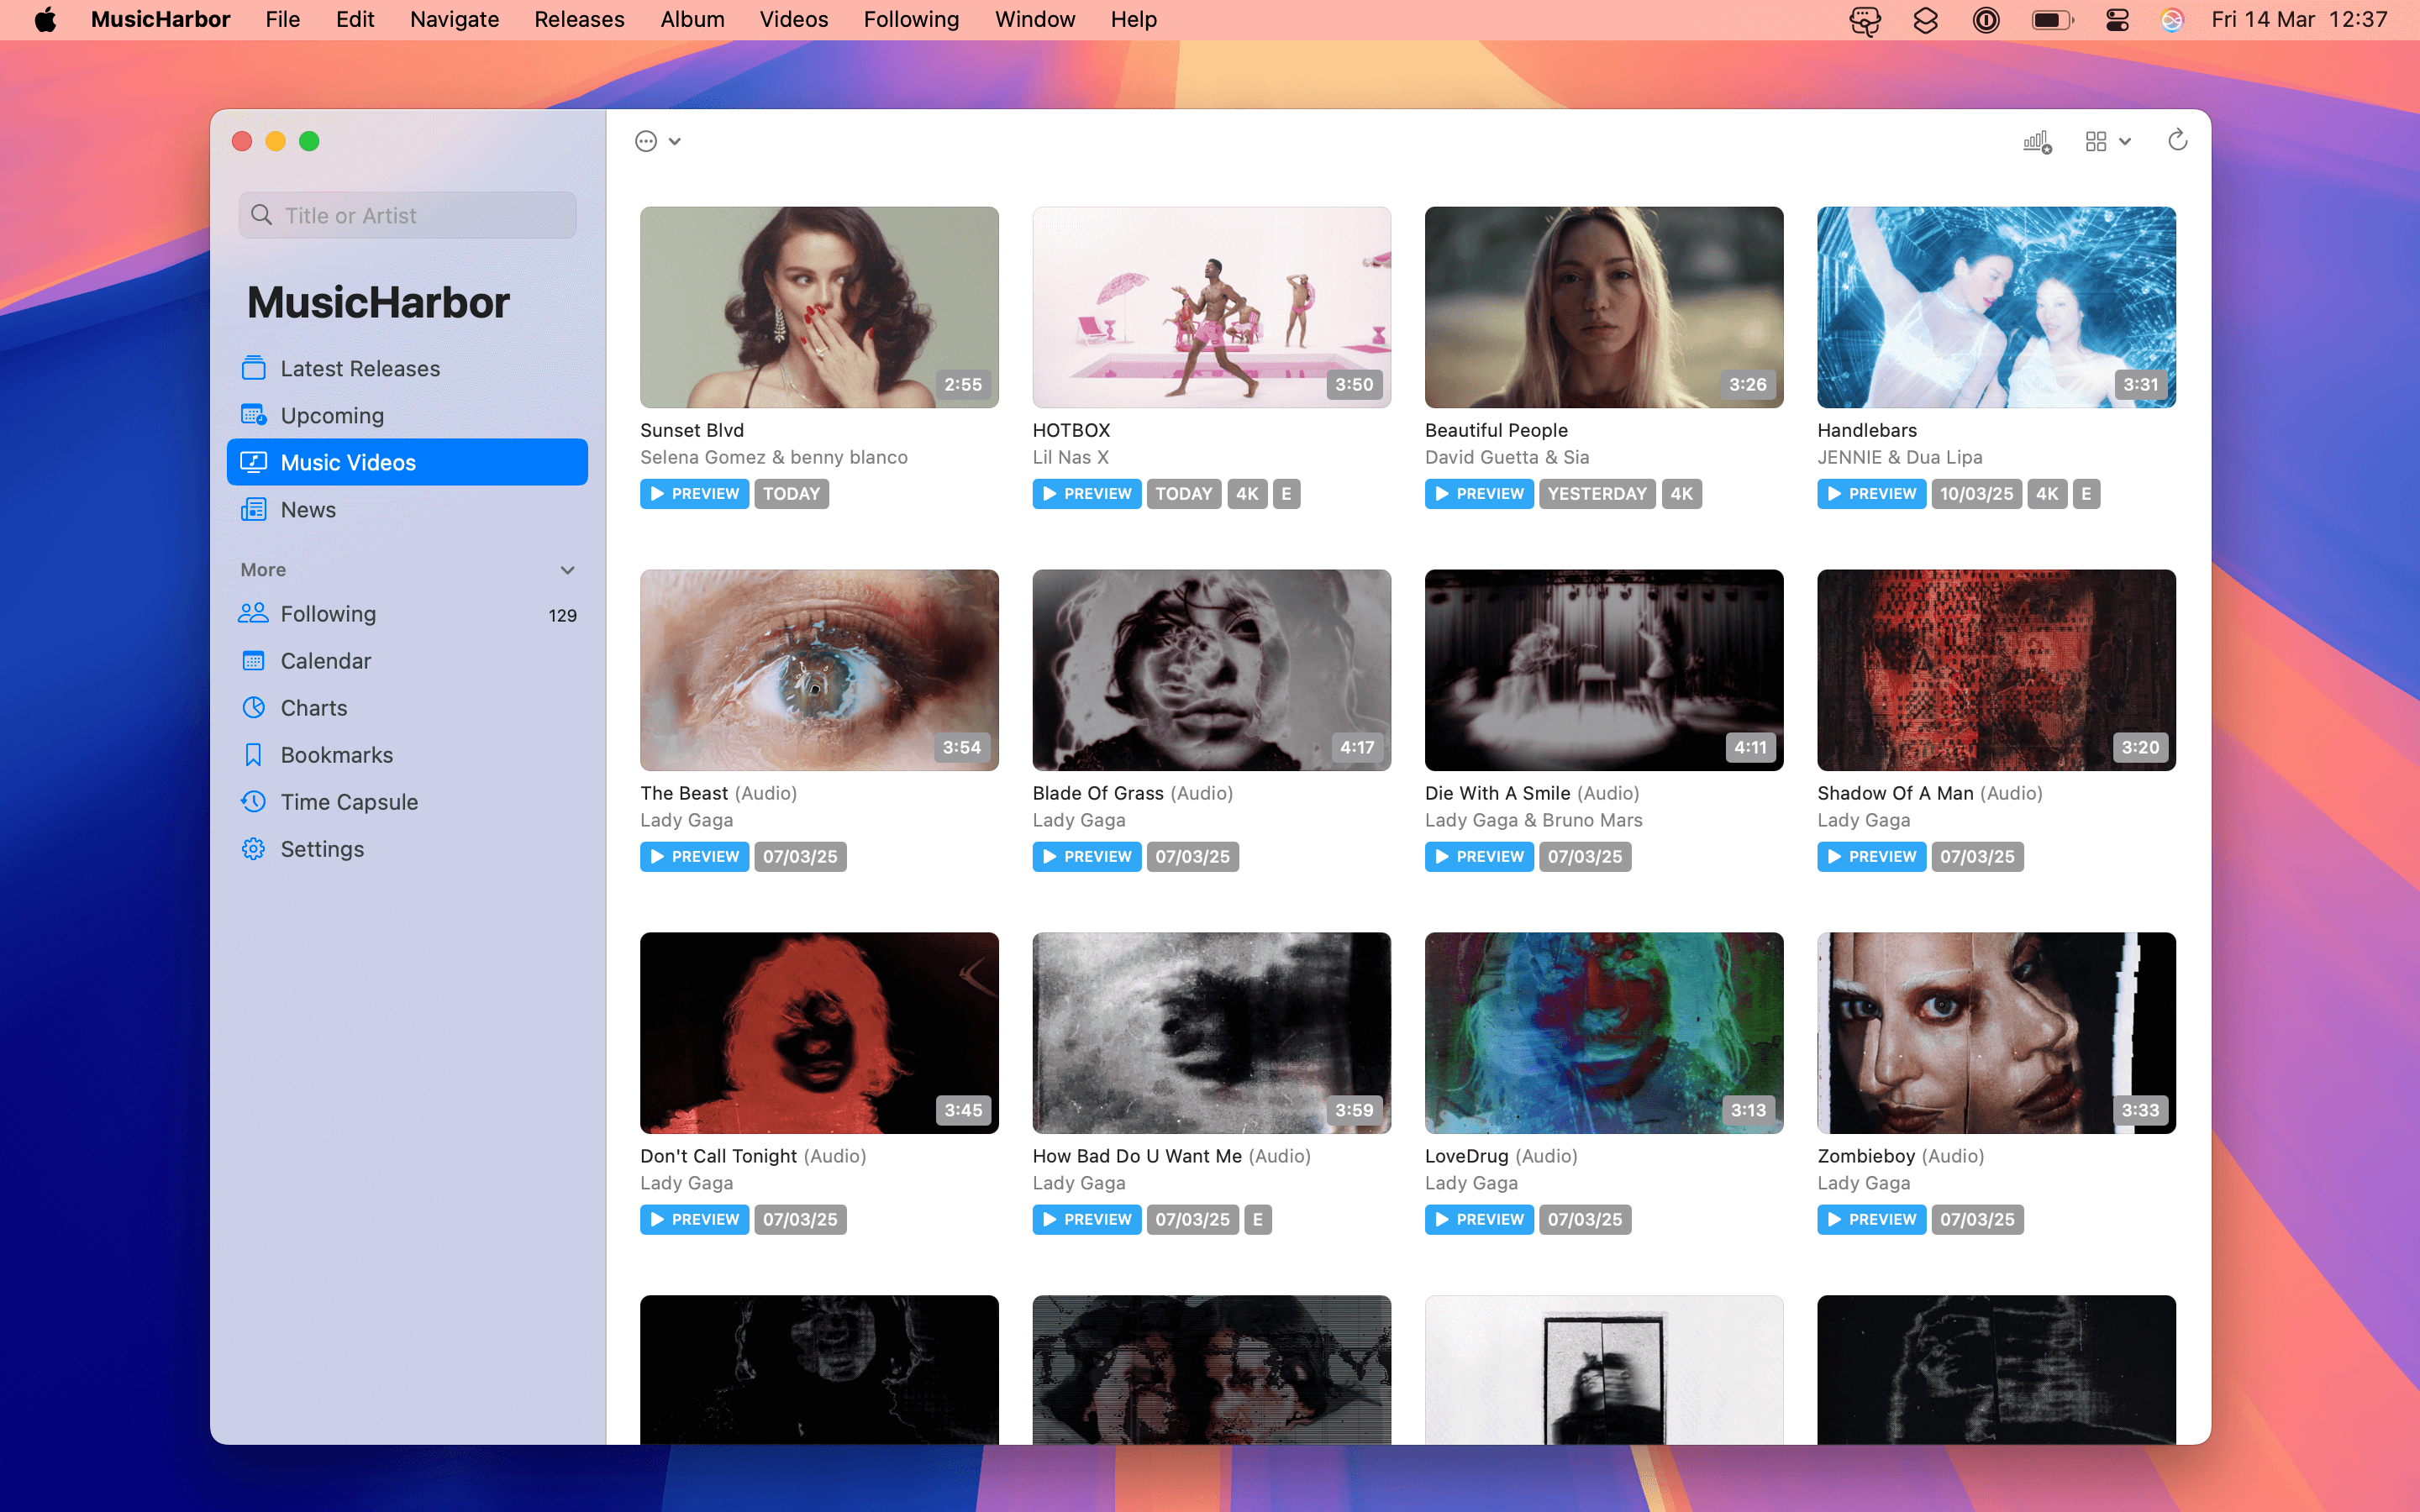 MusicHarbor File Edit Navigate Releases Album Videos Following Window Help Fri 14 Mar 12:37
Title or Artist
MusicHarbor
Latest Releases
Upcoming
Music Videos
News
More
Following 129
Calendar
Charts
Bookmarks
Time Capsule
Settings
2:55
Sunset Blvd
Selena Gomez & benny blanco
PREVIEW TODAY
3:50
HOTBOX
Lil Nas X
PREVIEW TODAY 4K E
3:26
Beautiful People
David Guetta & Sia
PREVIEW YESTERDAY 4K
3:31
Handlebars
JENNIE & Dua Lipa
PREVIEW 10/03/25 4K E
3:54
The Beast (Audio)
Lady Gaga
PREVIEW 07/03/25
4:17
Blade Of Grass (Audio)
Lady Gaga
PREVIEW 07/03/25
4:11
Die With A Smile (Audio)
Lady Gaga & Bruno Mars
PREVIEW 07/03/25
3:20
Shadow Of A Man (Audio)
Lady Gaga
PREVIEW 07/03/25
3:45
Don't Call Tonight (Audio)
Lady Gaga
PREVIEW 07/03/25
3:59
How Bad Do U Want Me (Audio)
Lady Gaga
PREVIEW 07/03/25 E
3:13
LoveDrug (Audio)
Lady Gaga
PREVIEW 07/03/25
3:33
Zombieboy (Audio)
Lady Gaga
PREVIEW 07/03/25